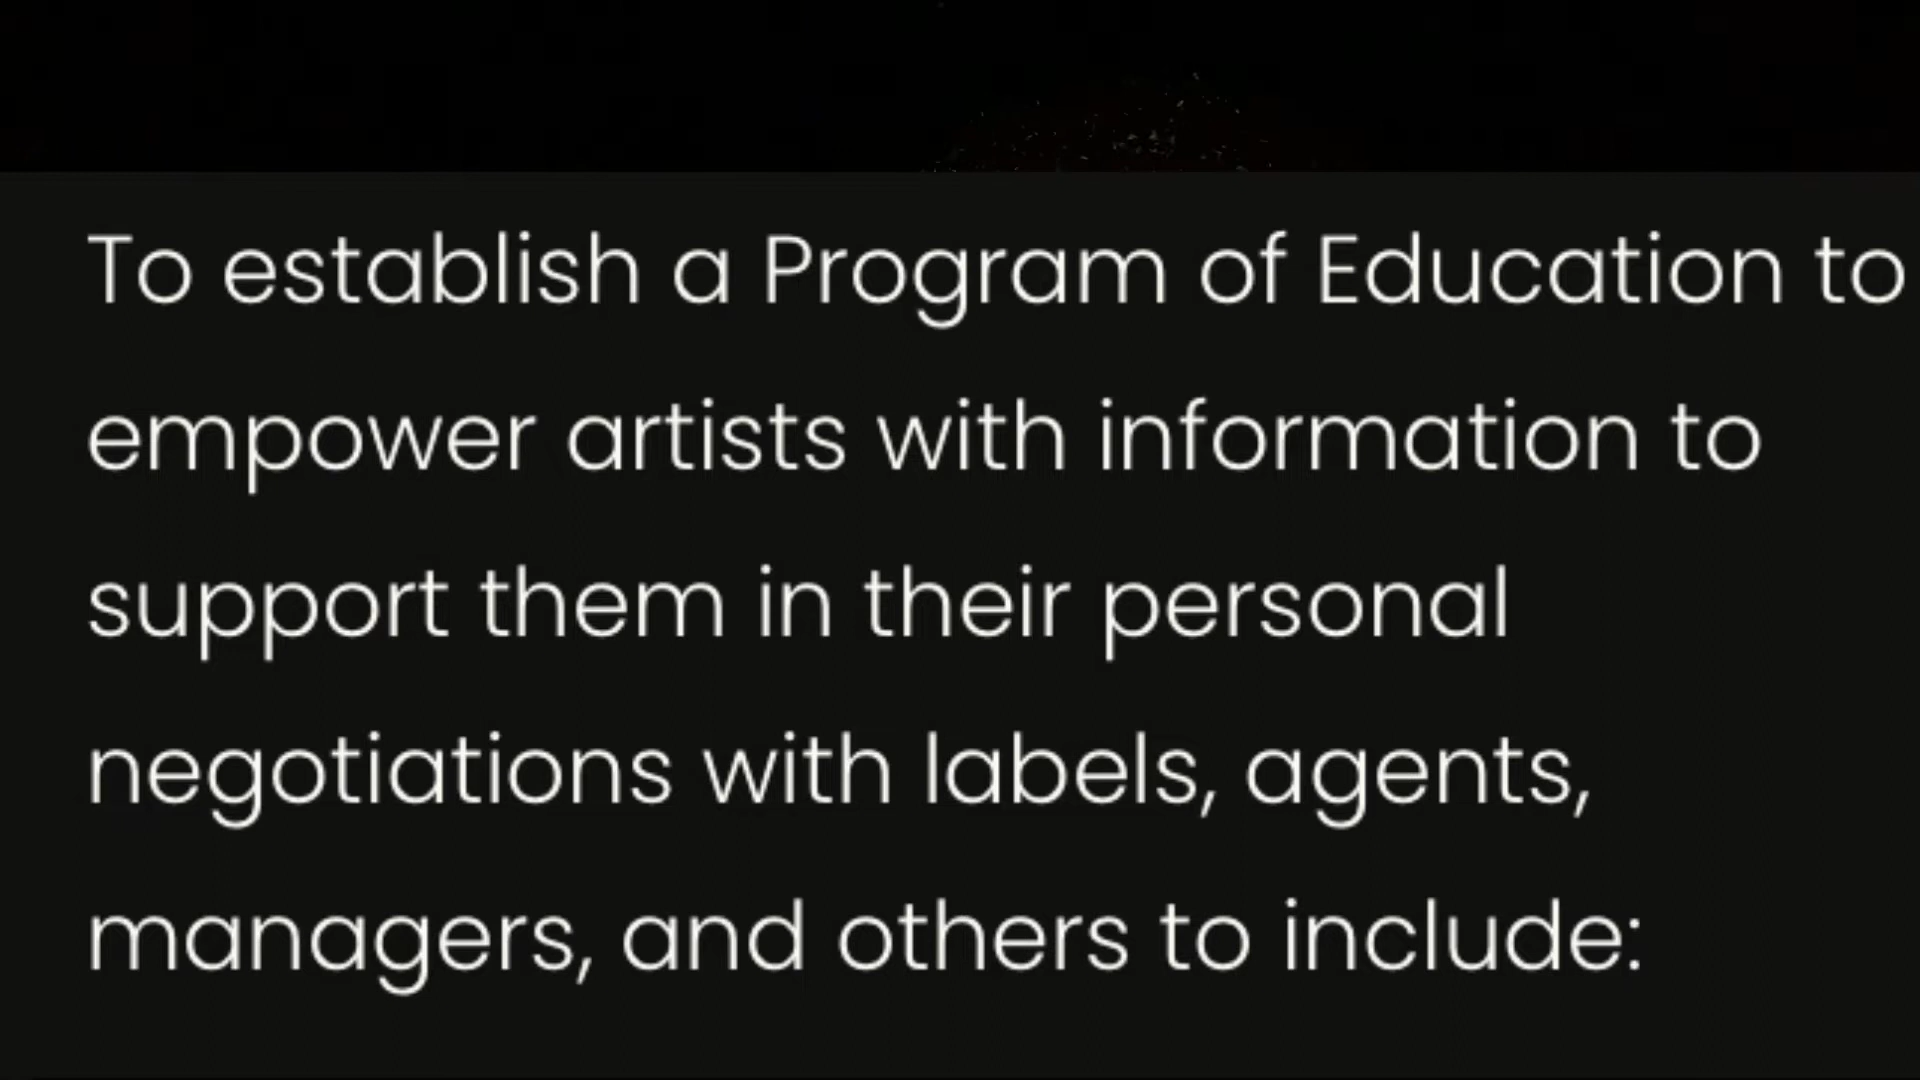 To establish a Program of Education to
empower artists with information to
support them in their personal
negotiations with labels, agents,
managers, and others to include: